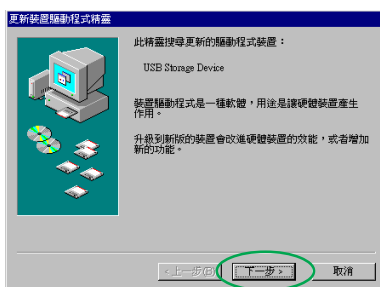 更新裝置驅動程式精靈
此精靈搜尋更新的驅動程式裝置：
USB Storage Device
裝置驅動程式是一種軟體，用途是讓硬體裝置產生
作用。
升級到新版的裝置會改進硬體裝置的效能，或者增加
新的功能。
<上一步(B) 下一步 > 取消